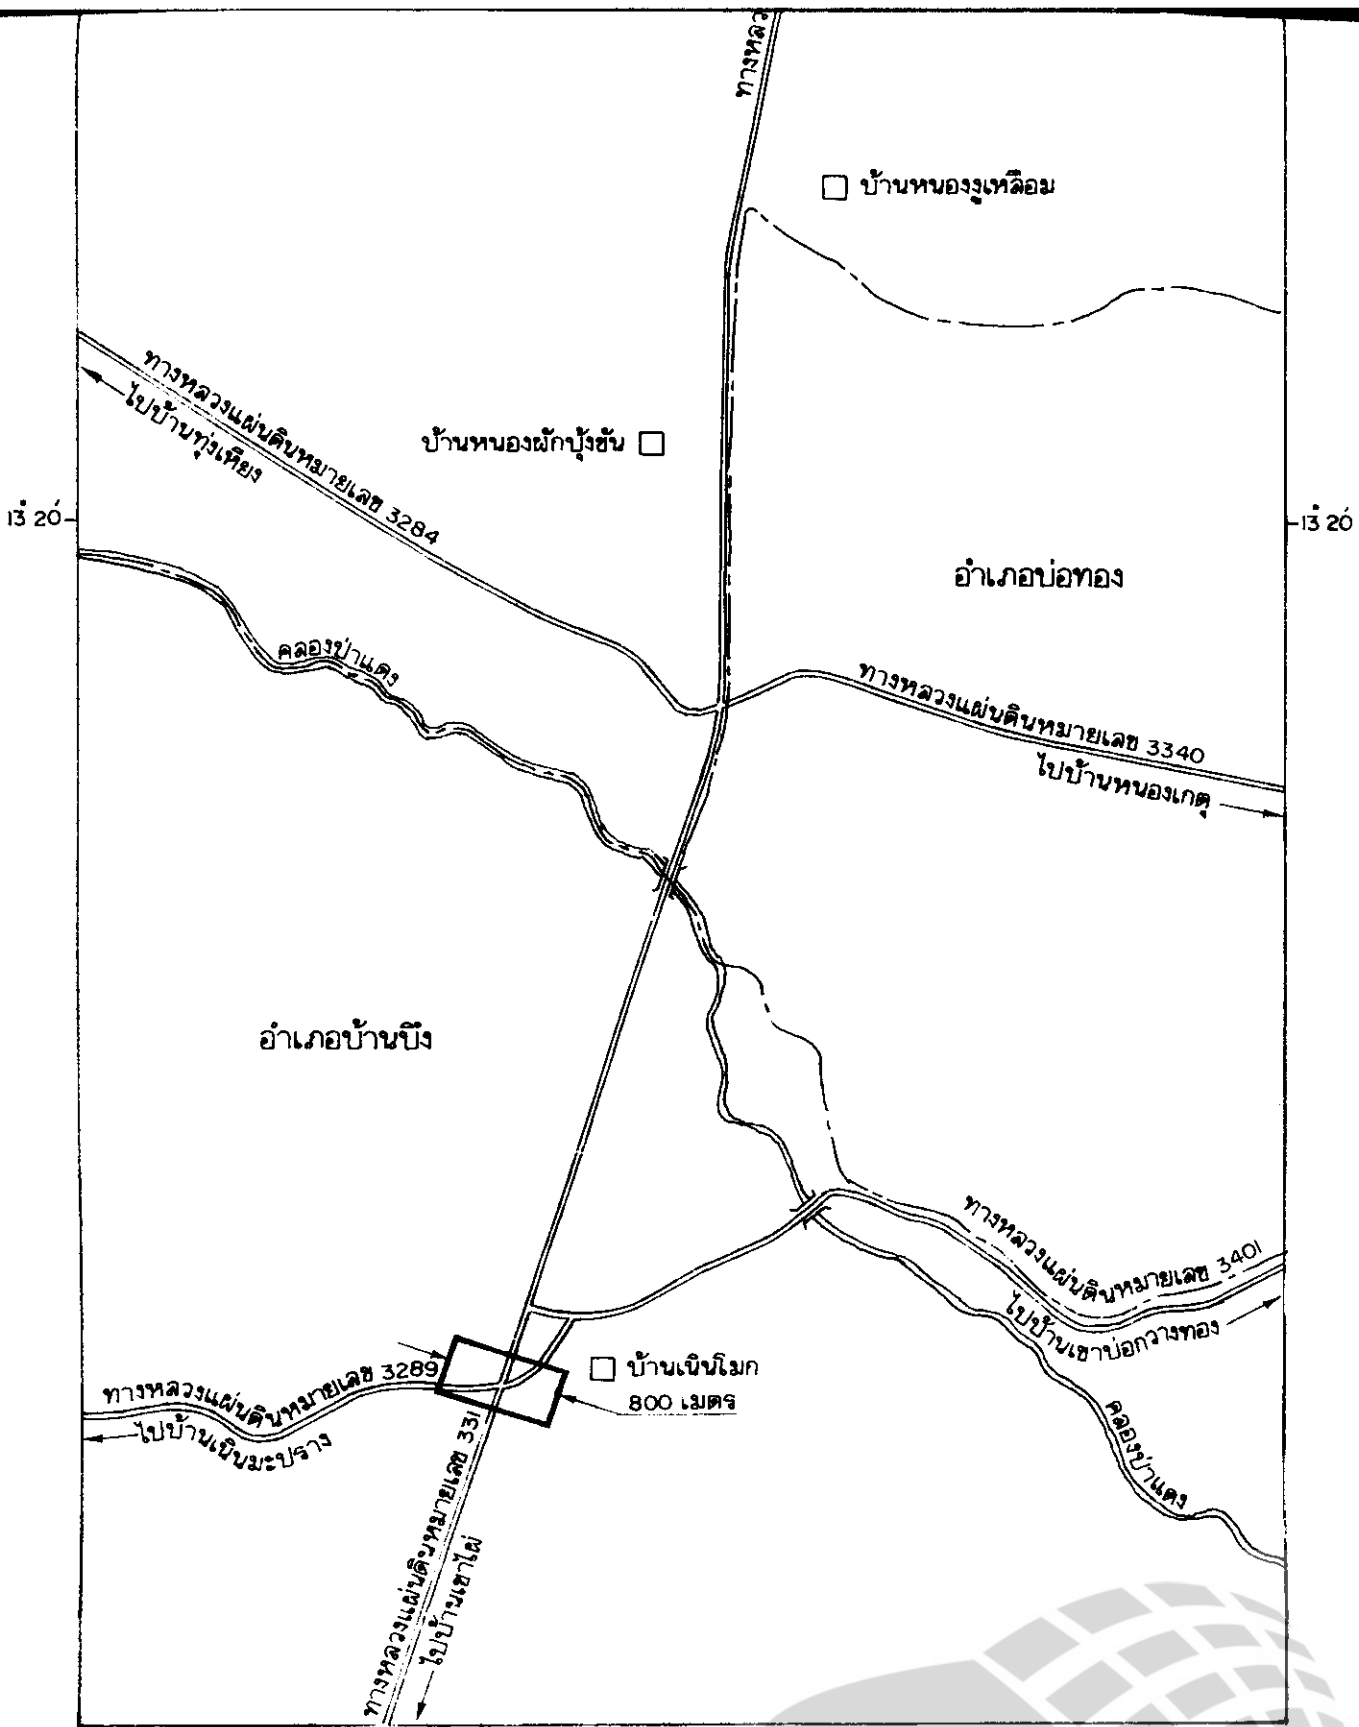 ทางหลว
บ้านหนองงูเหลือม
ทางหลวงแผ่นดินหมายเลข 3284
ไปบ้านทุ่งเหียง
บ้านหนองผักบุ้งขัน
13° 20'
13° 20'
อำเภอบ่อทอง
คลองป่าแดง
ทางหลวงแผ่นดินหมายเลข 3340
ไปบ้านหนองเกตุ
อำเภอบ้านบึง
ทางหลวงแผ่นดินหมายเลข 3401
ไปบ้านเขาบ่อกวางทอง
บ้านเนินโมก
800 เมตร
ทางหลวงแผ่นดินหมายเลข 3289
ไปบ้านเนินมะปราง
คลองป่าแดง
ทางหลวงแผ่นดินหมายเลข 331
ไปบ้านเขาไผ่